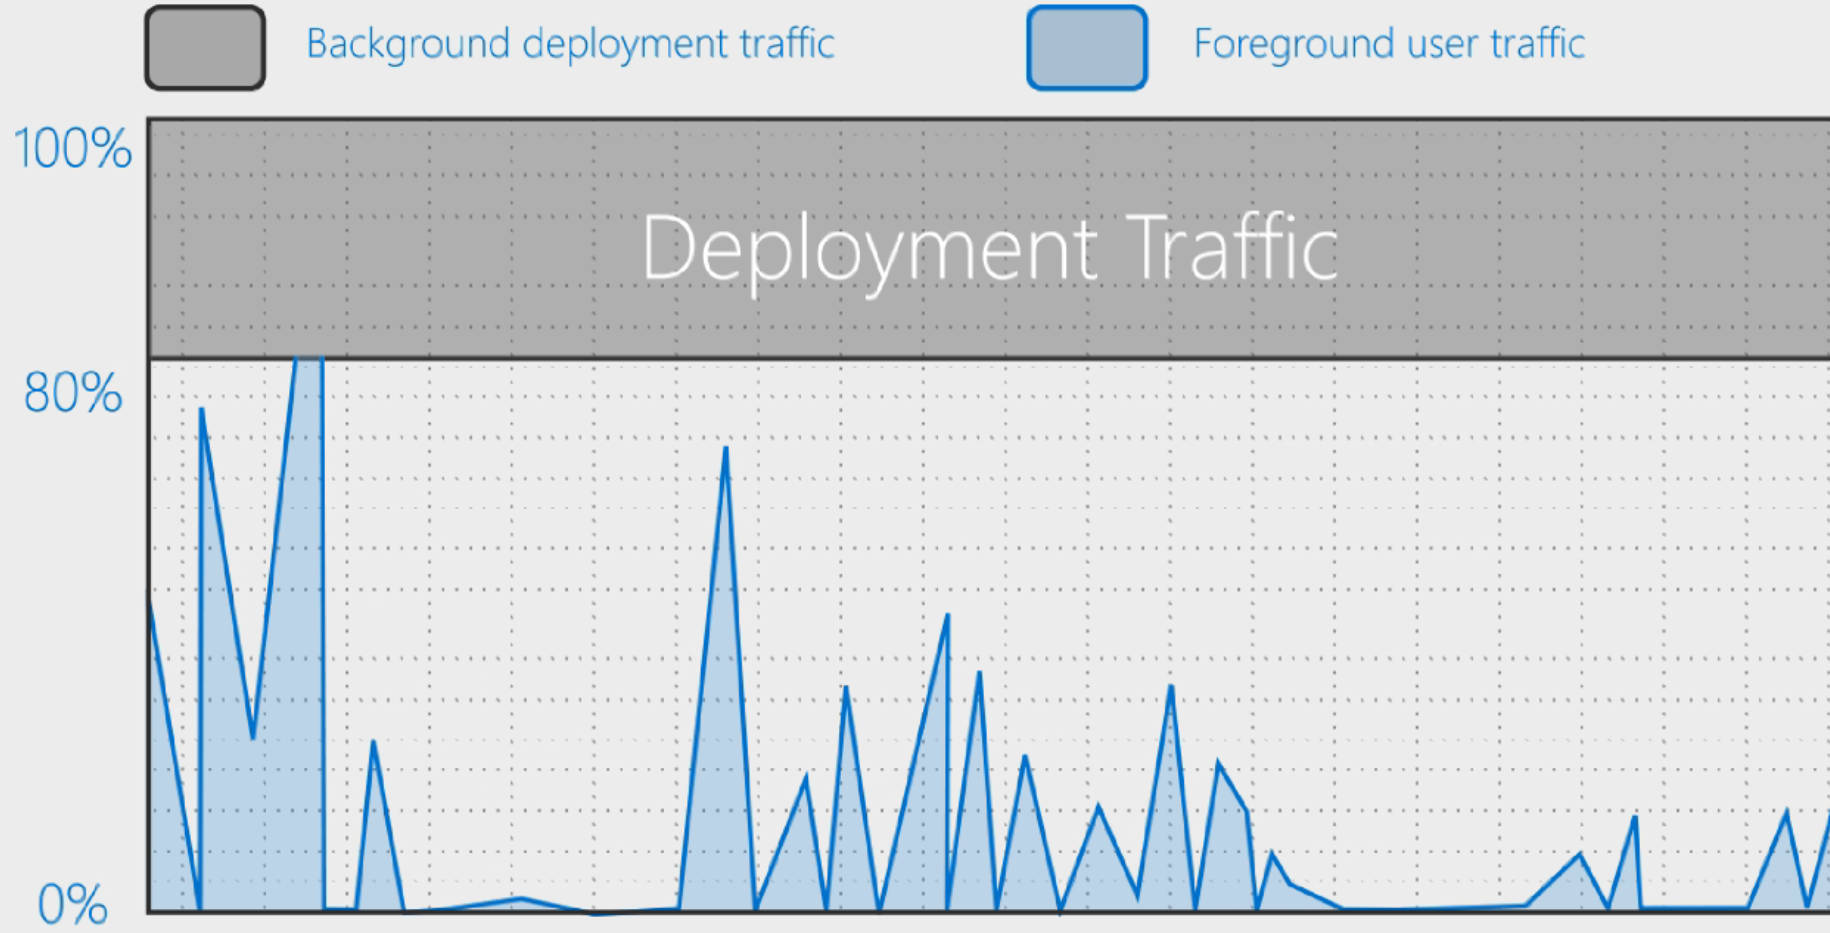 Background deployment traffic
Foreground user traffic
100%
Deployment Traffic
80%
0%